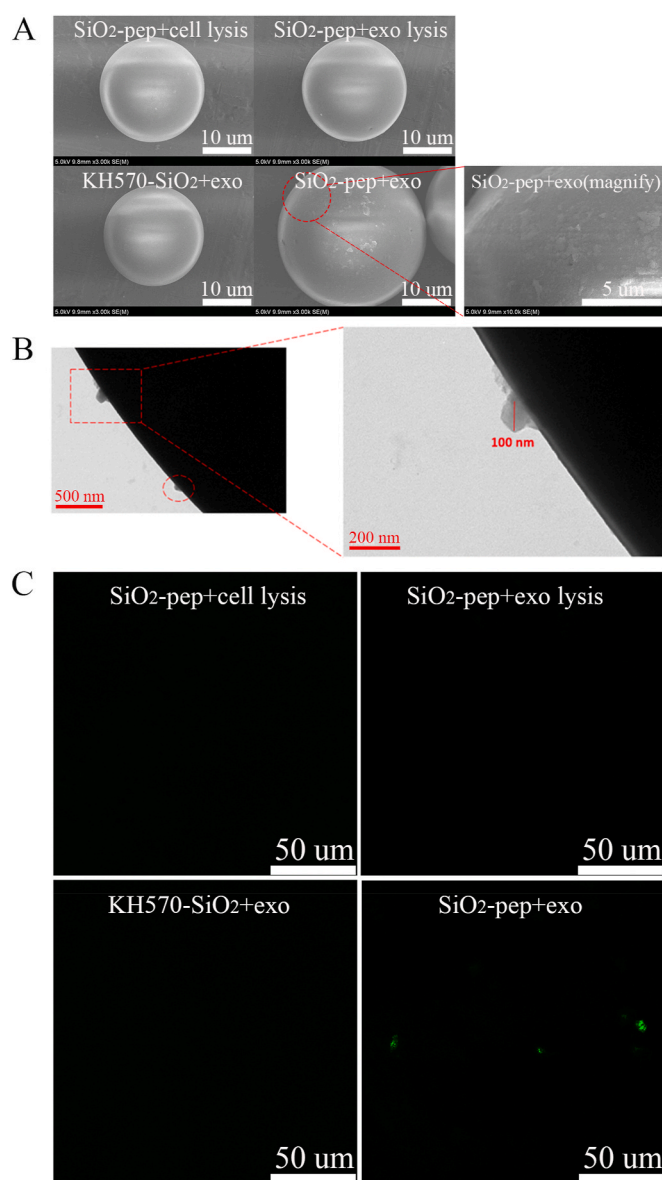 A
SiO2-pep+cell lysis
SiO2-pep+exo lysis
10 um
10 um
5.0kV 9.8mm x3.00k SE(M)
5.0kV 9.9mm x3.00k SE(M)
KH570-SiO2+exo
SiO2-pep+exo
SiO2-pep+exo(magnify)
10 um
10 um
5 um
5.0kV 9.9mm x3.00k SE(M)
5.0kV 9.9mm x3.00k SE(M)
5.0kV 9.9mm x10.0k SE(M)
B
100 nm
500 nm
200 nm
C
SiO2-pep+cell lysis
SiO2-pep+exo lysis
50 um
50 um
KH570-SiO2+exo
SiO2-pep+exo
50 um
50 um